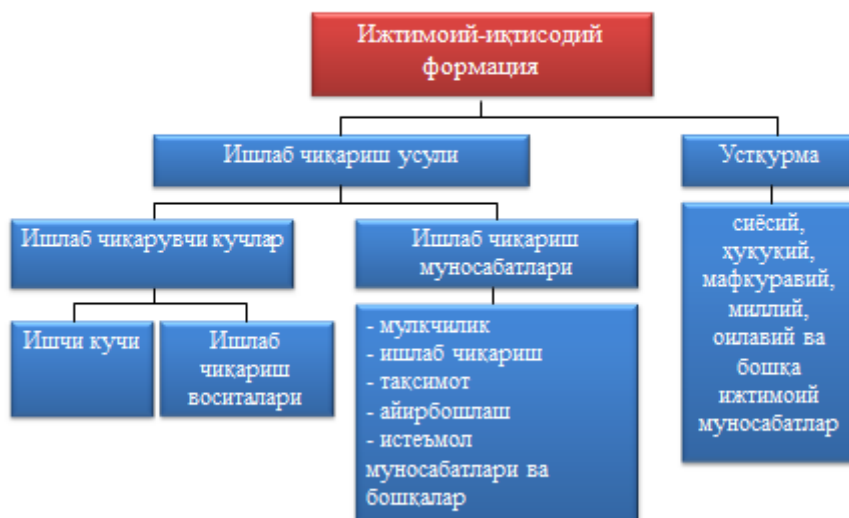 Ижтимоий-иқтисодий
формация
Ишлаб чиқариш усули
Устқурма
Ишлаб чиқарувчи кучлар
Ишлаб чиқариш
муносабатлари
Ишчи кучи
Ишлаб
чиқариш
воситалари
- мулкчилик
- ишлаб чиқариш
- тақсимот
- айирбошлаш
- истеъмол
муносабатлари ва
бошқалар
сиёсий,
ҳуқуқий,
мафкуравий,
миллий,
оилавий ва
бошқа
ижтимоий
муносабатлар